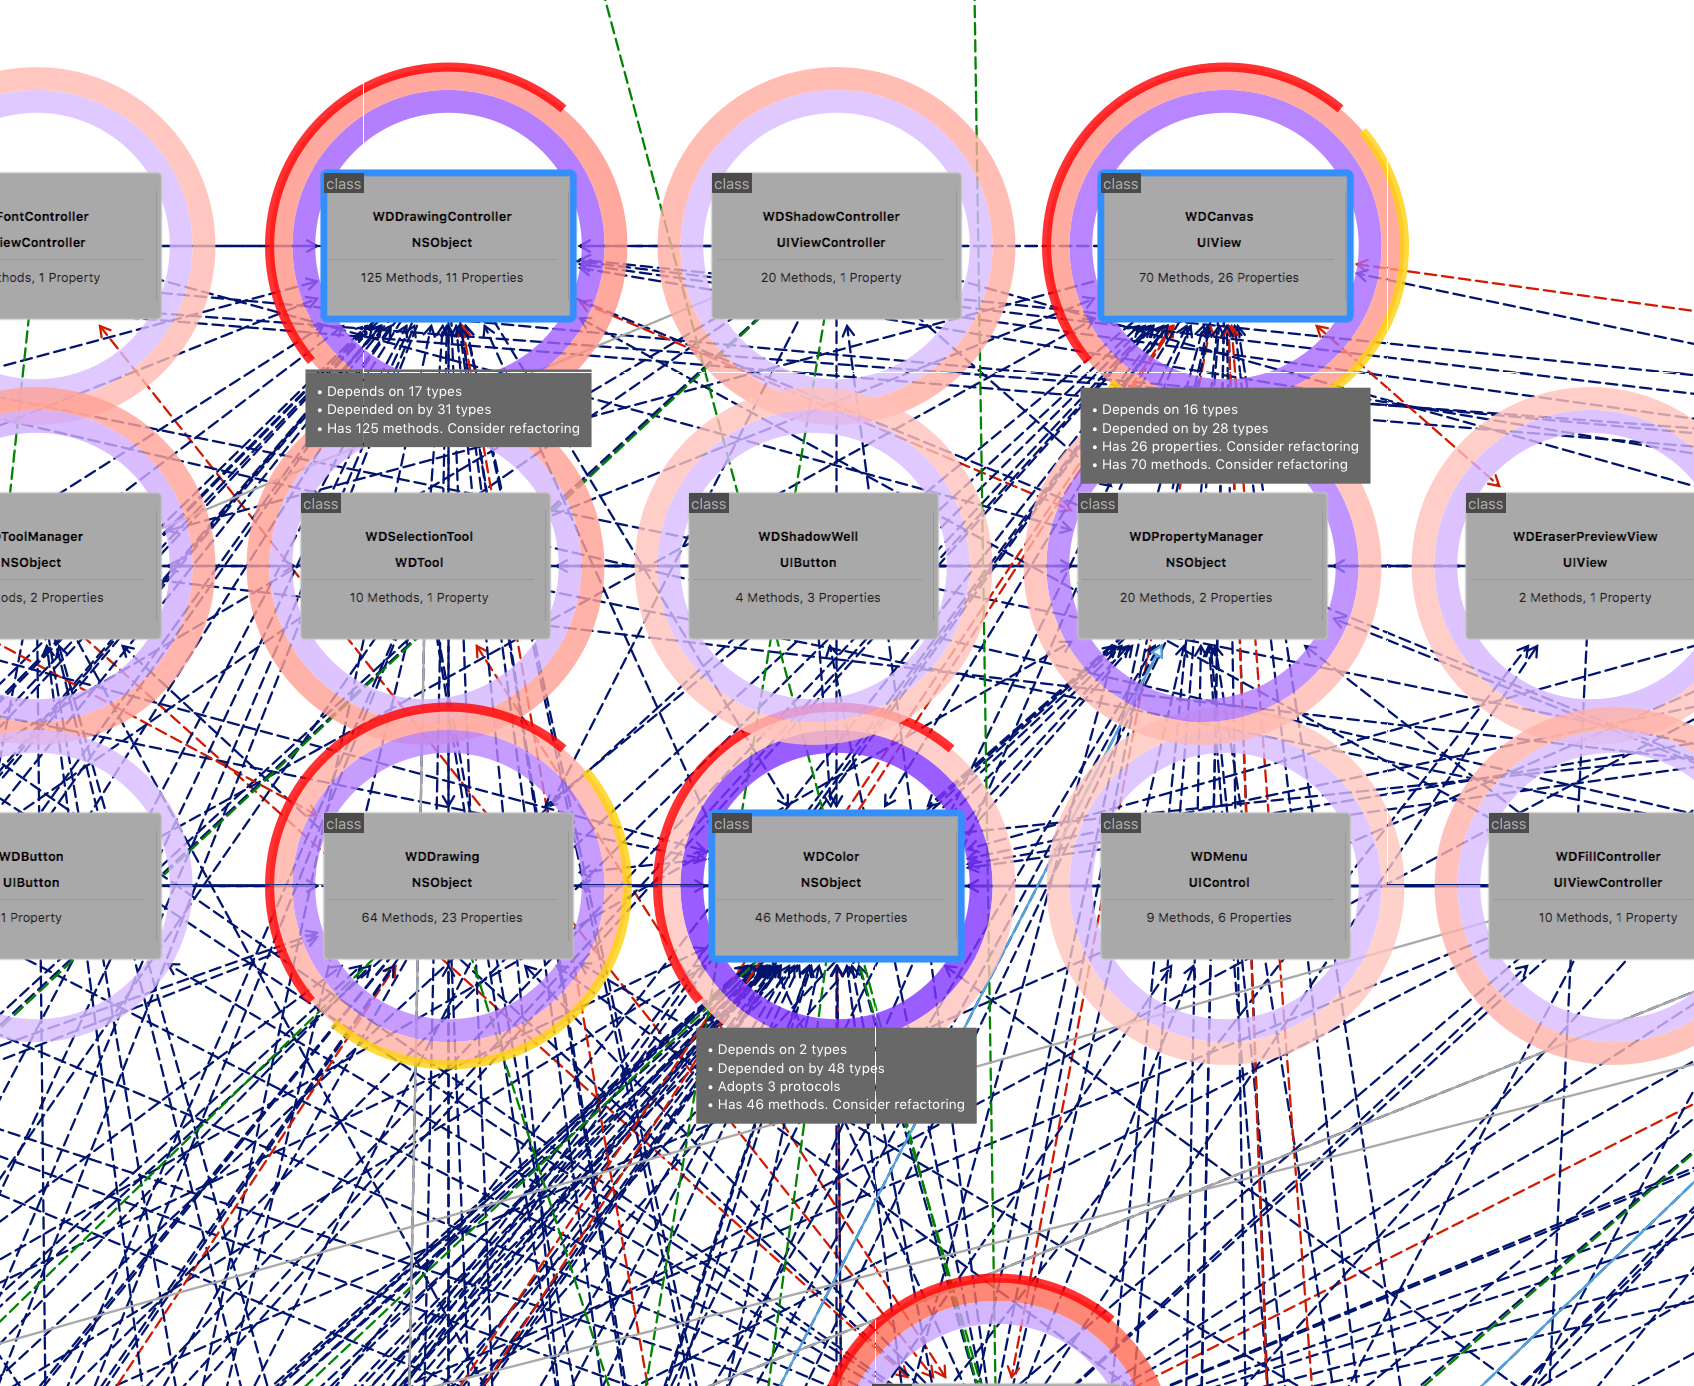 FontController
iewController
thods, 1 Property
class
WDDrawingController
NSObject
125 Methods, 11 Properties
class
WDShadowController
UIViewController
20 Methods, 1 Property
class
WDCanvas
UIView
70 Methods, 26 Properties
• Depends on 17 types
• Depended on by 31 types
• Has 125 methods. Consider refactoring
• Depends on 16 types
• Depended on by 28 types
• Has 26 properties. Consider refactoring
• Has 70 methods. Consider refactoring
ToolManager
NSObject
ods, 2 Properties
class
WDSelectionTool
WDTool
10 Methods, 1 Property
class
WDShadowWell
UIButton
4 Methods, 3 Properties
class
WDPropertyManager
NSObject
20 Methods, 2 Properties
class
WDEraserPreviewView
UIView
2 Methods, 1 Property
WDButton
UIButton
1 Property
class
WDDrawing
NSObject
64 Methods, 23 Properties
class
WDColor
NSObject
46 Methods, 7 Properties
class
WDMenu
UIControl
9 Methods, 6 Properties
class
WDFillController
UIViewController
10 Methods, 1 Property
• Depends on 2 types
• Depended on by 48 types
• Adopts 3 protocols
• Has 46 methods. Consider refactoring